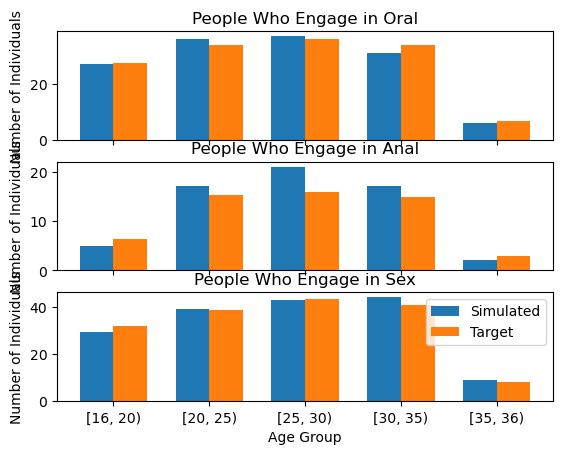 People Who Engage in Oral
Number of Individuals
20
0
People Who Engage in Anal
Number of Individuals
20
10
0
People Who Engage in Sex
Number of Individuals
40
20
0
Simulated
Target
[16, 20) [20, 25) [25, 30) [30, 35) [35, 36)
Age Group